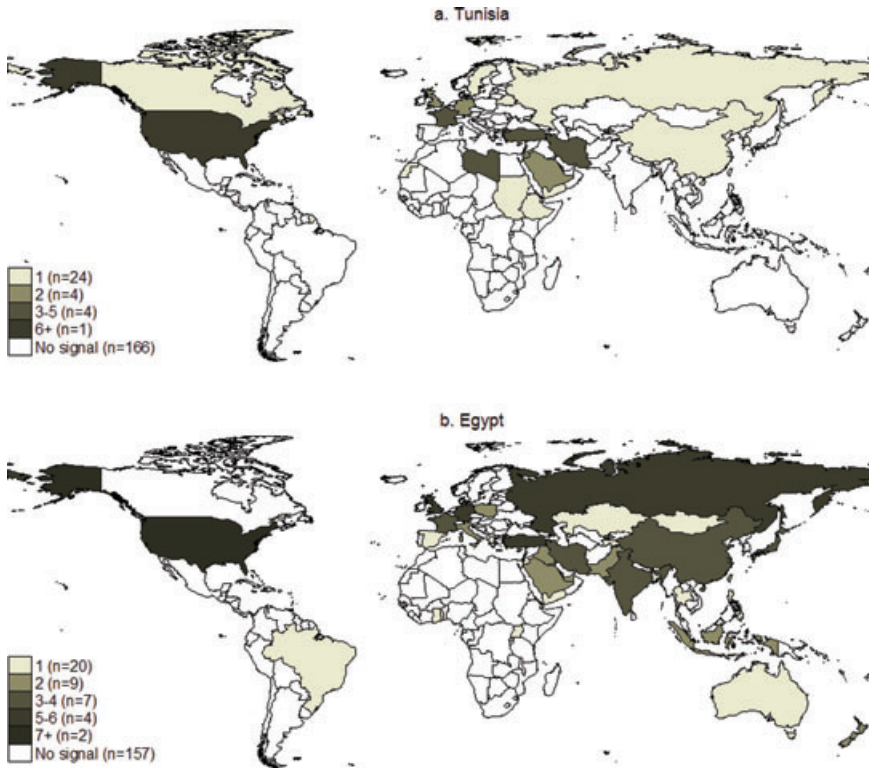 a. Tunisia
1 (n=24)
2 (n=4)
3-5 (n=4)
6+ (n=1)
No signal (n=166)
b. Egypt
1 (n=20)
2 (n=9)
3-4 (n=7)
5-6 (n=4)
7+ (n=2)
No signal (n=157)